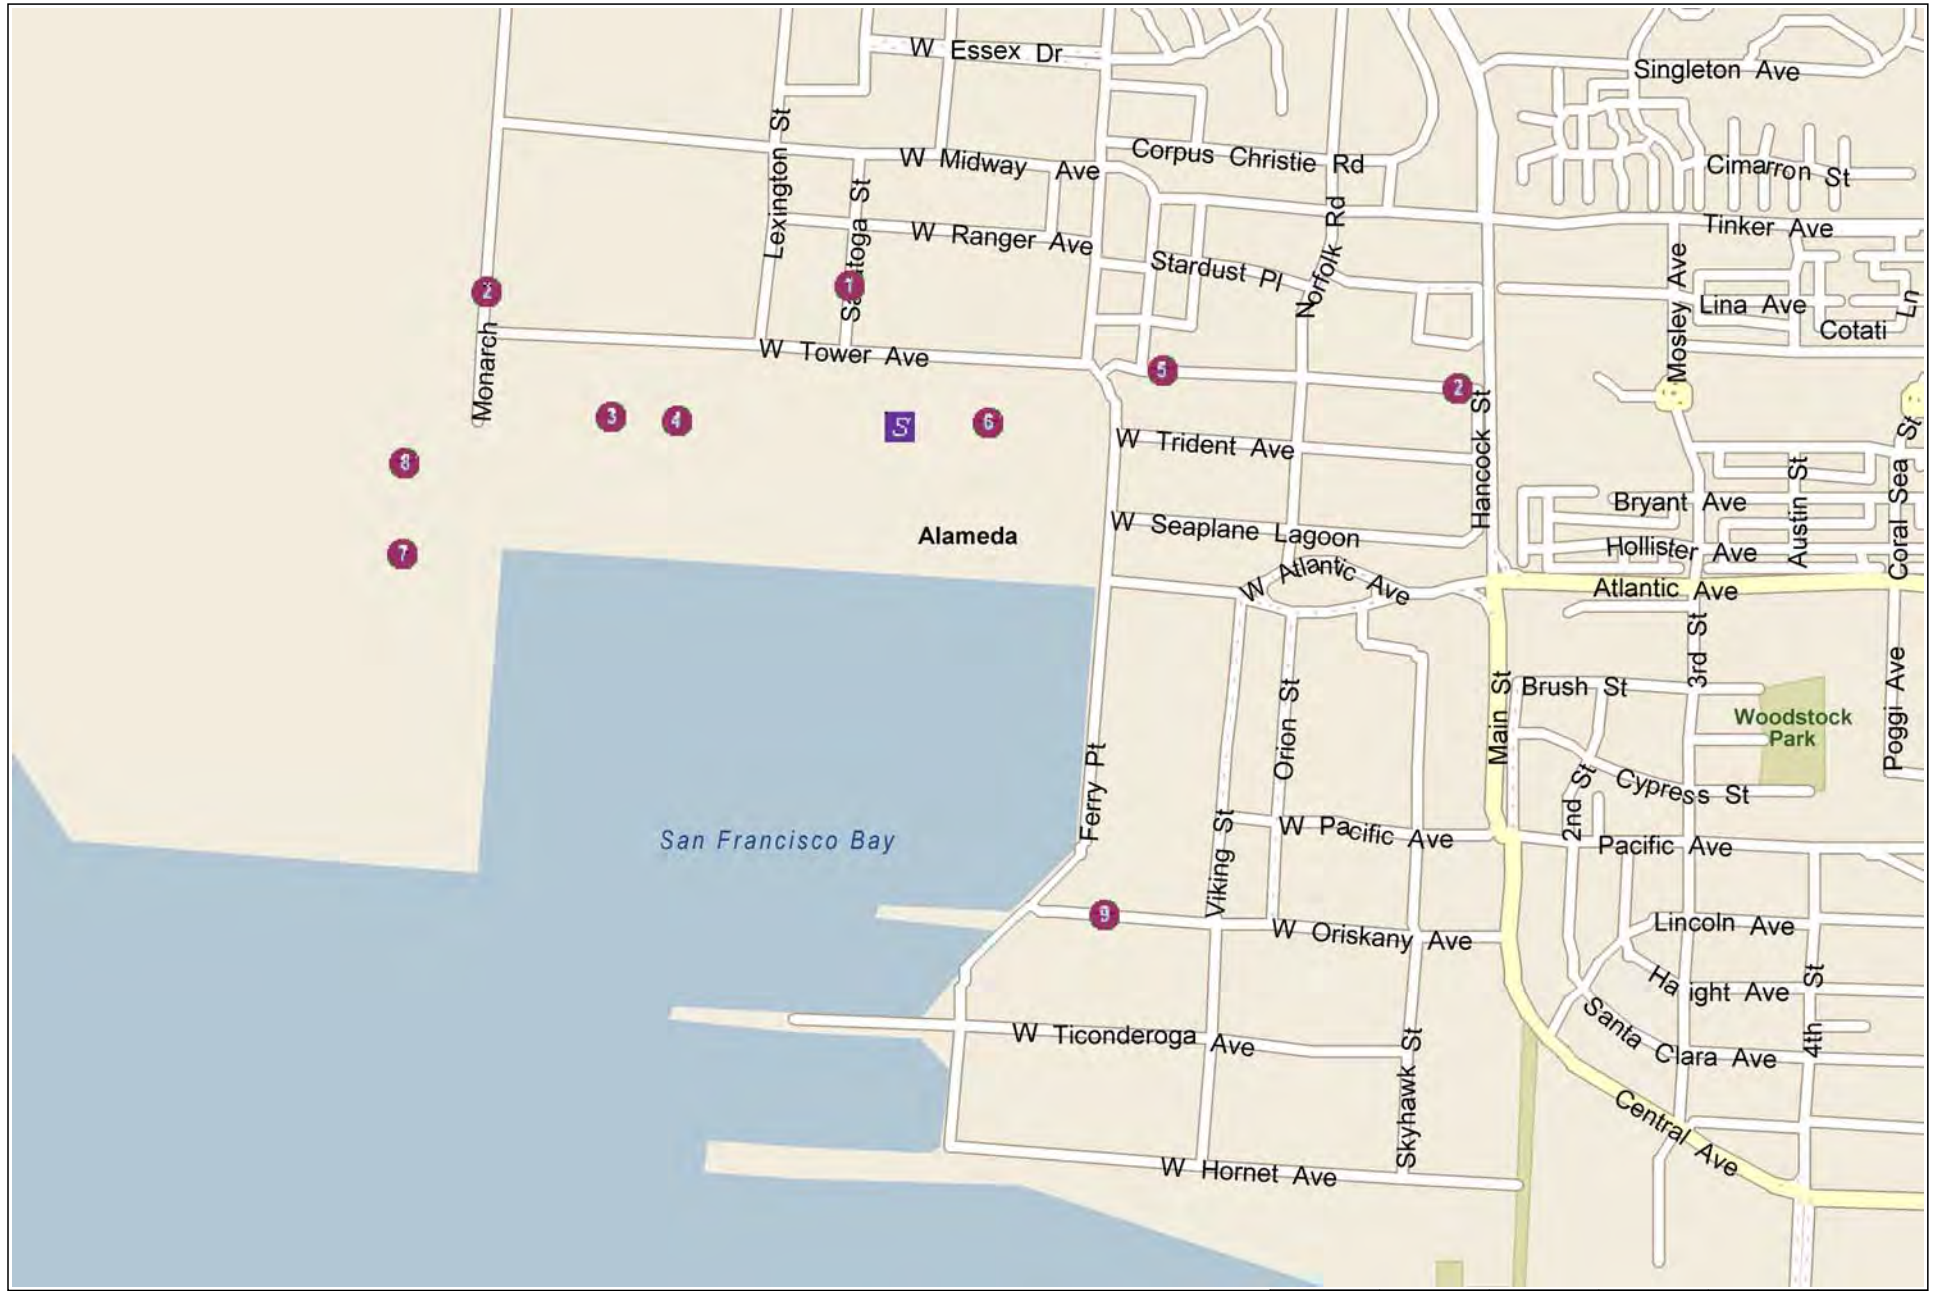 W Essex Dr
Singleton Ave
Lexington St
W Midway Ave
Corpus Christie Rd
Cimarron St
W Ranger Ave
Norfolk Rd
Tinker Ave
Stardust Pl
Mosley Ave
Lina Ave
Ln
Cotati
2
1
Monarch
W Tower Ave
5
2
3
4
S
6
W Trident Ave
Hancock St
8
Bryant Ave
Austin St
Coral Sea St
W Seaplane Lagoon
Alameda
7
Hollister Ave
W Atlantic Ave
Atlantic Ave
3rd St
Brush St
Woodstock
Park
Poggi Ave
Main St
Orion St
Ferry Pt
Cypress St
2nd St
San Francisco Bay
Viking St
W Pacific Ave
Pacific Ave
9
W Oriskany Ave
Lincoln Ave
Haight Ave
4th St
Santa Clara Ave
W Ticonderoga Ave
Skyhawk St
Central Ave
W Hornet Ave